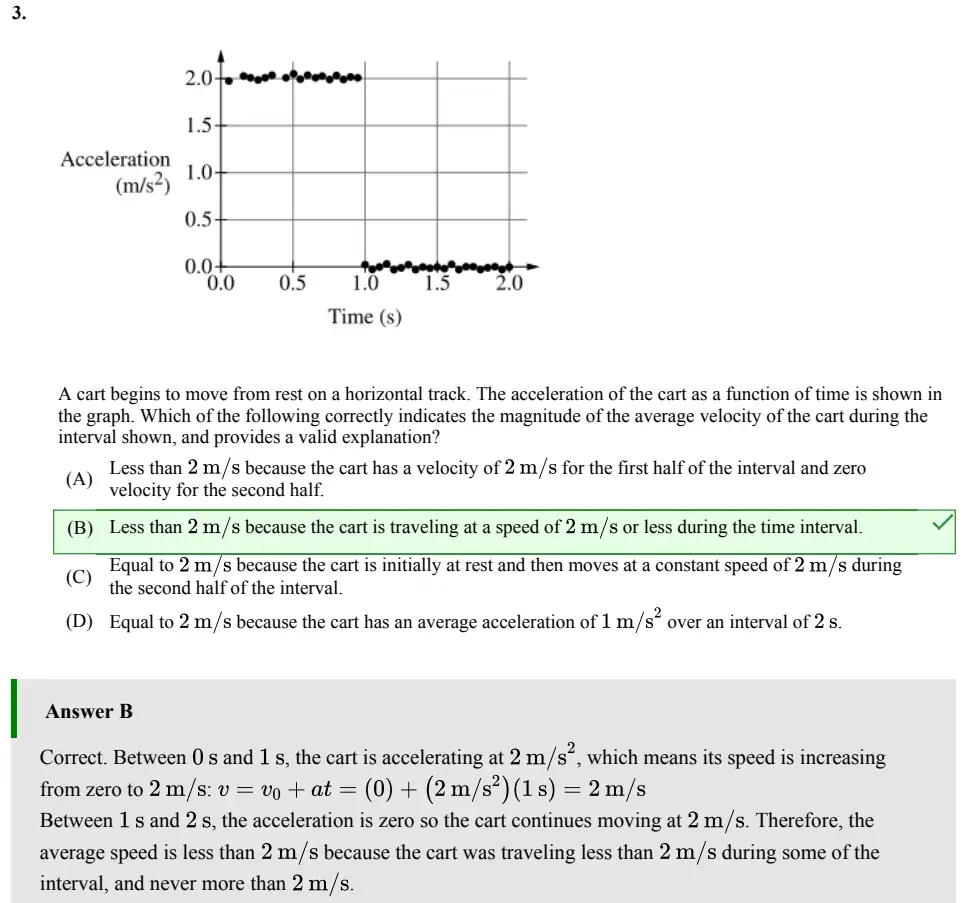 3.
2.0
1.5
Acceleration
(m/s²)
1.0
0.5
0.0
0.0 0.5 1.0 1.5 2.0
Time (s)
A cart begins to move from rest on a horizontal track. The acceleration of the cart as a function of time is shown in
the graph. Which of the following correctly indicates the magnitude of the average velocity of the cart during the
interval shown, and provides a valid explanation?
(A) Less than 2 m/s because the cart has a velocity of 2 m/s for the first half of the interval and zero
velocity for the second half.
(B) Less than 2 m/s because the cart is traveling at a speed of 2 m/s or less during the time interval.
(C) Equal to 2 m/s because the cart is initially at rest and then moves at a constant speed of 2 m/s during
the second half of the interval.
(D) Equal to 2 m/s because the cart has an average acceleration of 1 m/s² over an interval of 2 s.
Answer B
Correct. Between 0 s and 1 s, the cart is accelerating at 2 m/s², which means its speed is increasing
from zero to 2 m/s: v = v₀ + at = (0) + (2 m/s²)(1 s) = 2 m/s
Between 1 s and 2 s, the acceleration is zero so the cart continues moving at 2 m/s. Therefore, the
average speed is less than 2 m/s because the cart was traveling less than 2 m/s during some of the
interval, and never more than 2 m/s.